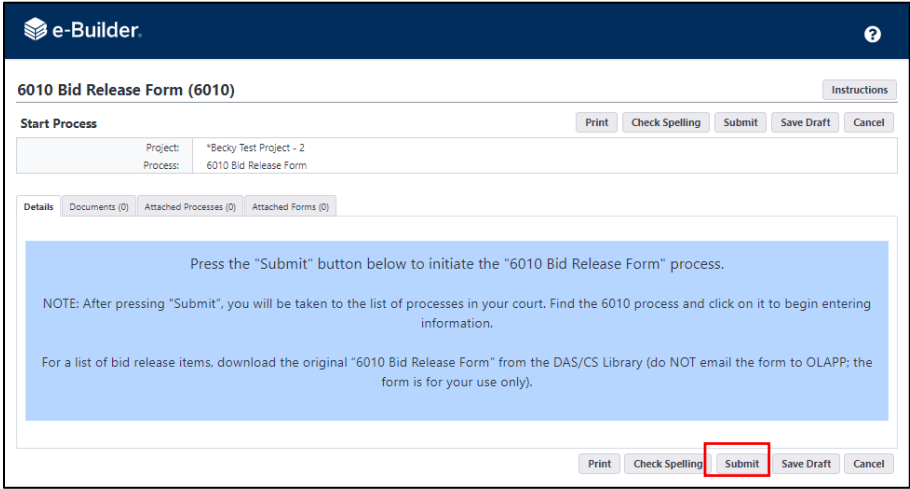 e-Builder.
?
6010 Bid Release Form (6010)
Instructions
Start Process
Print Check Spelling Submit Save Draft Cancel
Project: *Becky Test Project - 2
Process: 6010 Bid Release Form
Details Documents (0) Attached Processes (0) Attached Forms (0)
Press the "Submit" button below to initiate the "6010 Bid Release Form" process.
NOTE: After pressing "Submit", you will be taken to the list of processes in your court. Find the 6010 process and click on it to begin entering
information.
For a list of bid release items, download the original “6010 Bid Release Form” from the DAS/CS Library (do NOT email the form to OLAPP; the
form is for your use only).
Print Check Spelling Submit Save Draft Cancel